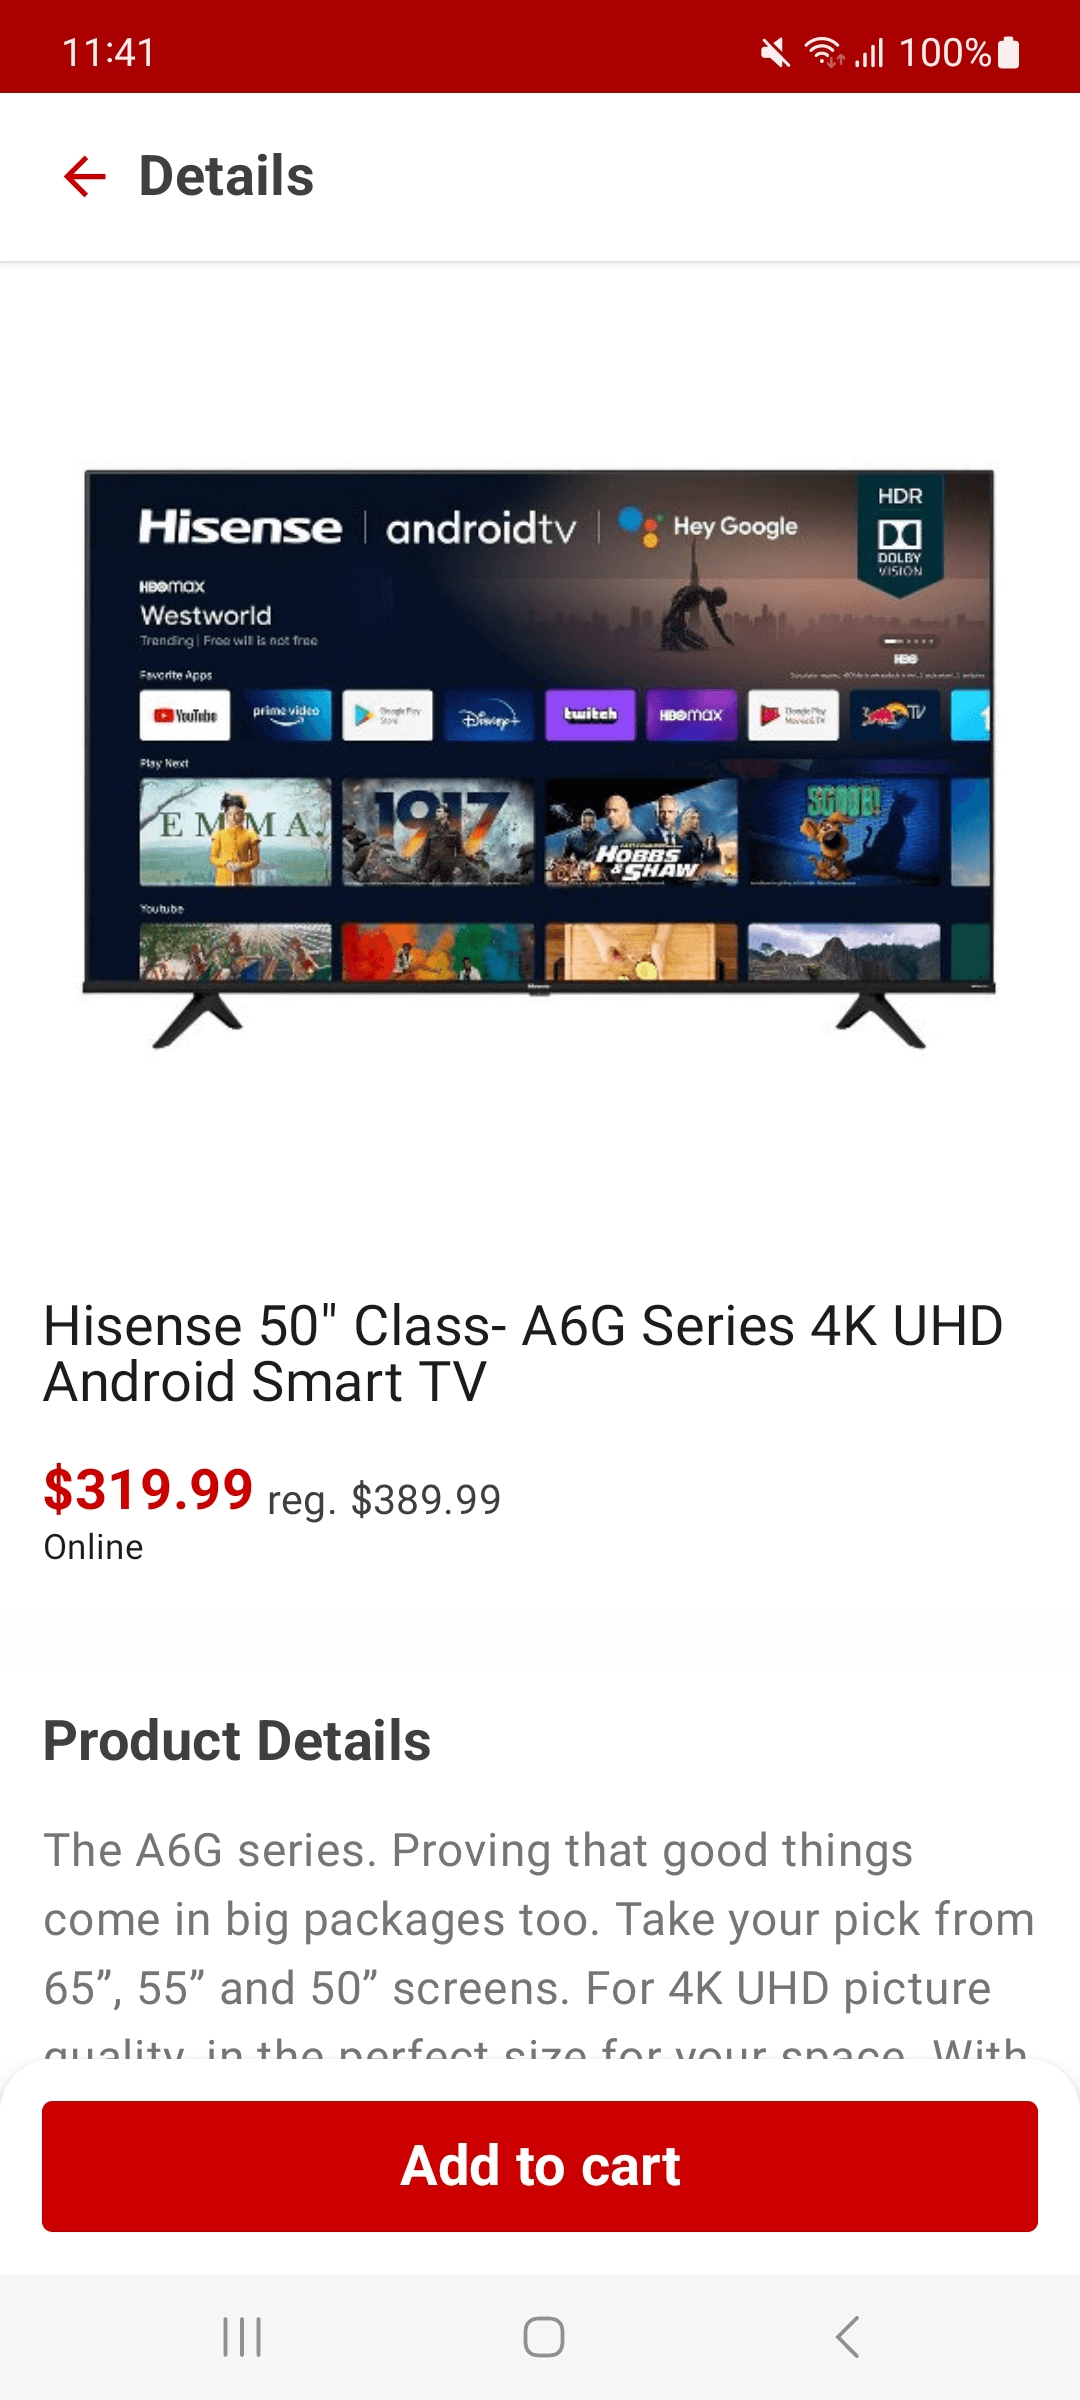 11:41
100%
Details
Hisense | androidtv | Hey Google
HDR
DOLBY
VISION
HBOmax
Westworld
Trending | Free will is not free
HBO
Favorite Apps
YouTube
prime video
Google Play
Store
Disney+
twitch
HBOmax
Google Play
Movies & TV
TV
Play Next
EMMA.
1917
HOBBS
& SHAW
SCOOB!
Youtube
Hisense
Hisense 50" Class- A6G Series 4K UHD
Android Smart TV
$319.99 reg. $389.99
Online
Product Details
The A6G series. Proving that good things
come in big packages too. Take your pick from
65”, 55” and 50” screens. For 4K UHD picture
quality, in the perfect size for your space. With
Add to cart